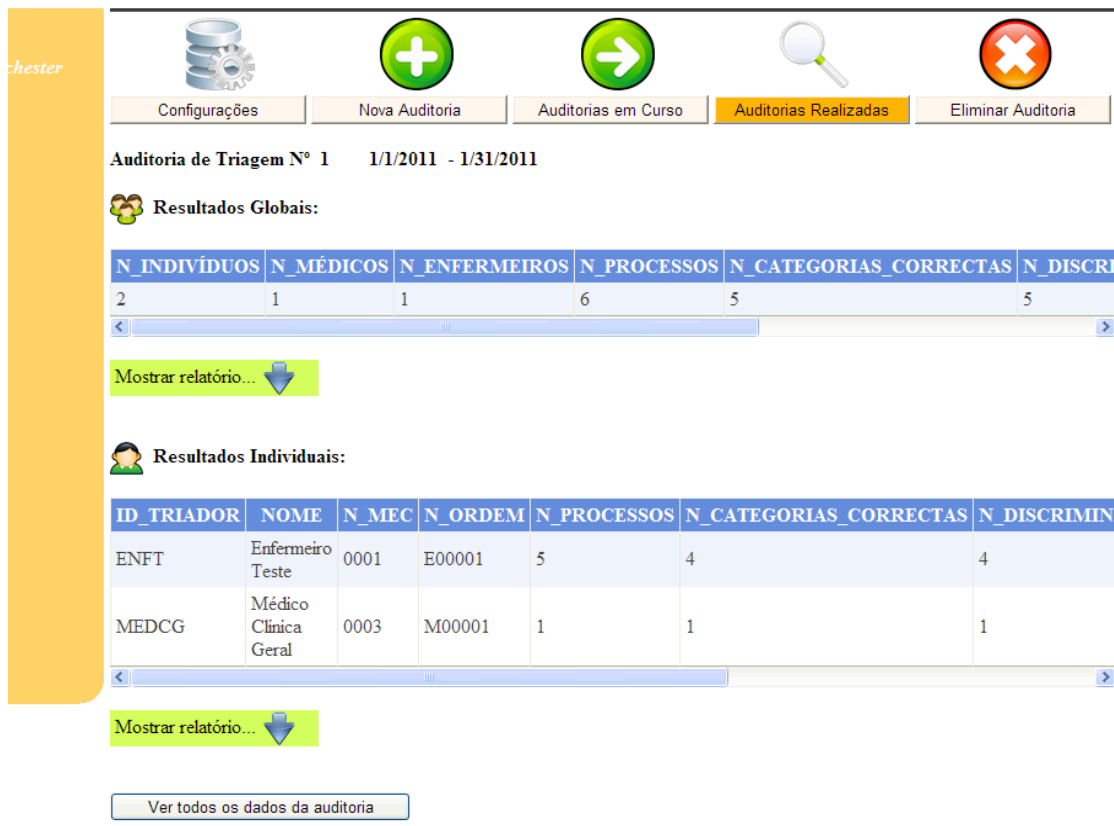 chester
Configurações Nova Auditoria Auditorias em Curso Auditorias Realizadas Eliminar Auditoria
Auditoria de Triagem Nº 1 1/1/2011 - 1/31/2011
Resultados Globais:
N_INDIVÍDUOS N_MÉDICOS N_ENFERMEIROS N_PROCESSOS N_CATEGORIAS_CORRECTAS N_DISCRI
2 1 1 6 5 5
Mostrar relatório...
Resultados Individuais:
ID_TRIADOR NOME N_MEC N_ORDEM N_PROCESSOS N_CATEGORIAS_CORRECTAS N_DISCRIMIN
ENFT Enfermeiro Teste 0001 E00001 5 4 4
MEDCG Médico Clínica Geral 0003 M00001 1 1 1
Mostrar relatório...
Ver todos os dados da auditoria